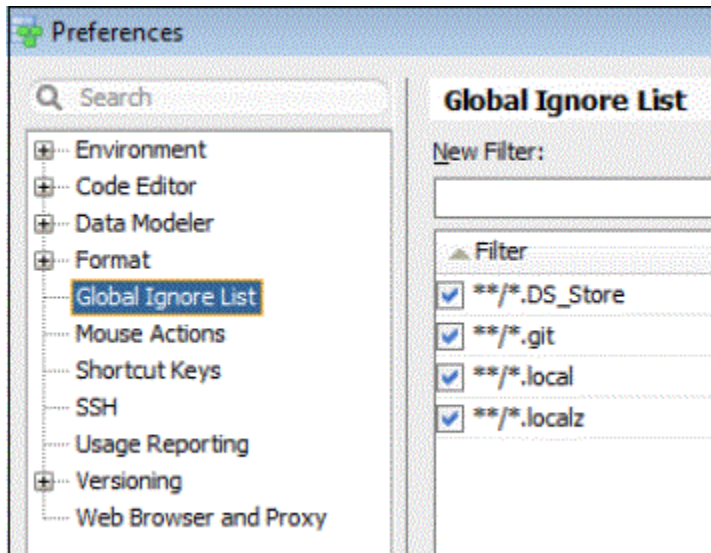 Preferences
Search
Environment
Code Editor
Data Modeler
Format
Global Ignore List
Mouse Actions
Shortcut Keys
SSH
Usage Reporting
Versioning
Web Browser and Proxy
Global Ignore List
New Filter:
Filter
**/*.DS_Store
**/*.git
**/*.local
**/*.localz